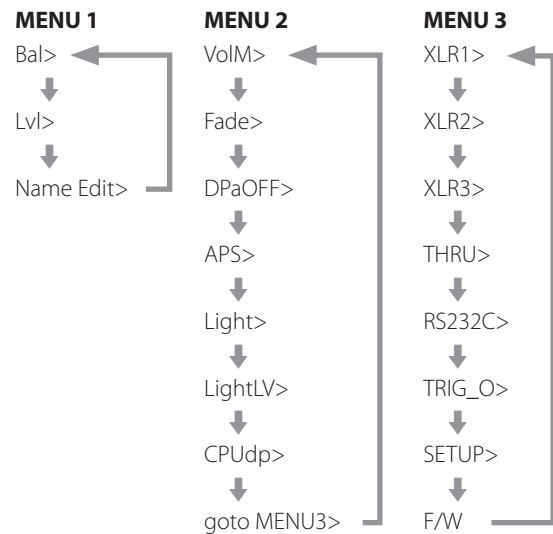 MENU 1
Bal>
Lvl>
Name Edit>
MENU 2
VolM>
Fade>
DPaOFF>
APS>
Light>
LightLV>
CPUdp>
goto MENU3>
MENU 3
XLR1>
XLR2>
XLR3>
THRU>
RS232C>
TRIG_O>
SETUP>
F/W